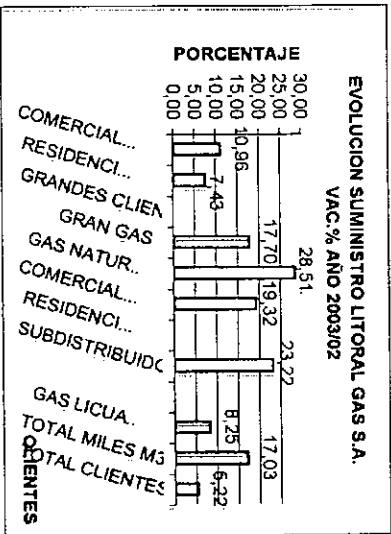 EVOLUCION SUMINISTRO LITORAL GAS S.A.
VAC.% AÑO 2003/02
PORCENTAJE
30,00
25,00
20,00
15,00
10,00
5,00
0,00
10,96
7,43
17,70
28,51
19,32
23,22
8,25
17,03
6,22
COMERCIAL...
RESIDENCI...
GRANDES CLIEN
GRAN GAS
GAS NATUR...
COMERCIAL...
RESIDENCI...
SUBDISTRIBUIDO
GAS LICUA..
TOTAL MILES M3
TOTAL CLIENTES
CLIENTES